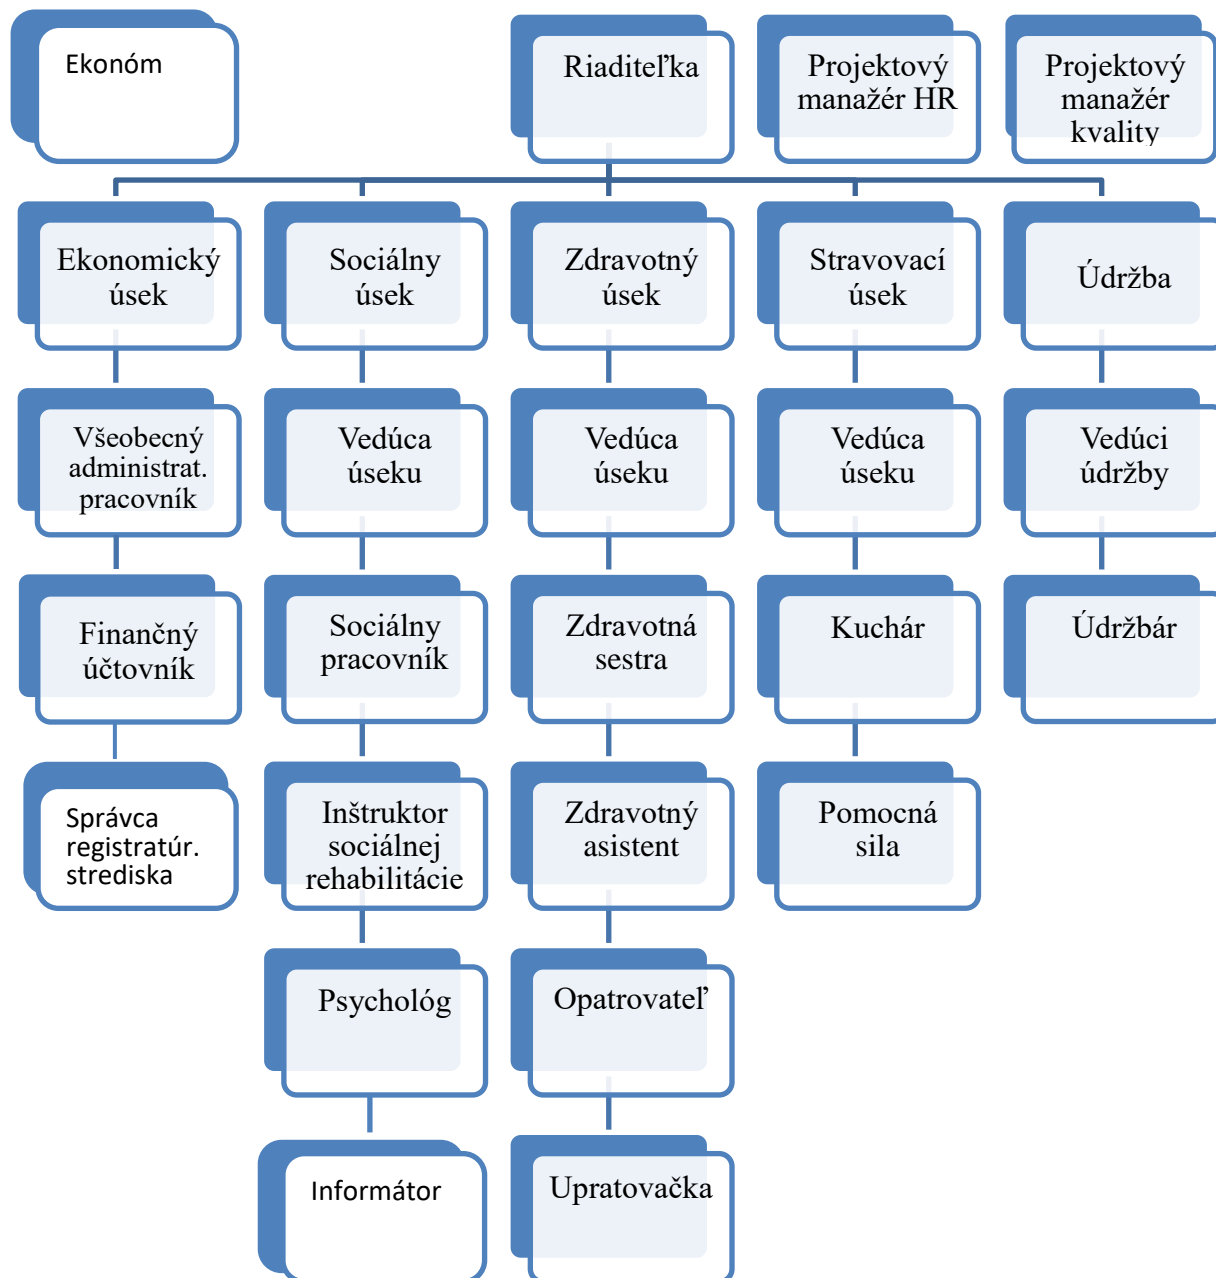 Ekonóm
Riaditeľka
Projektový
manažér HR
Projektový
manažér
kvality
Ekonomický
úsek
Sociálny
úsek
Zdravotný
úsek
Stravovací
úsek
Údržba
Všeobecný
administrat.
pracovník
Vedúca
úseku
Vedúca
úseku
Vedúca
úseku
Vedúci
údržby
Finančný
účtovník
Sociálny
pracovník
Zdravotná
sestra
Kuchár
Údržbár
Správca
registratúr.
strediska
Inštruktor
sociálnej
rehabilitácie
Zdravotný
asistent
Pomocná
sila
Psychológ
Opatrovateľ
Informátor
Upratovačka